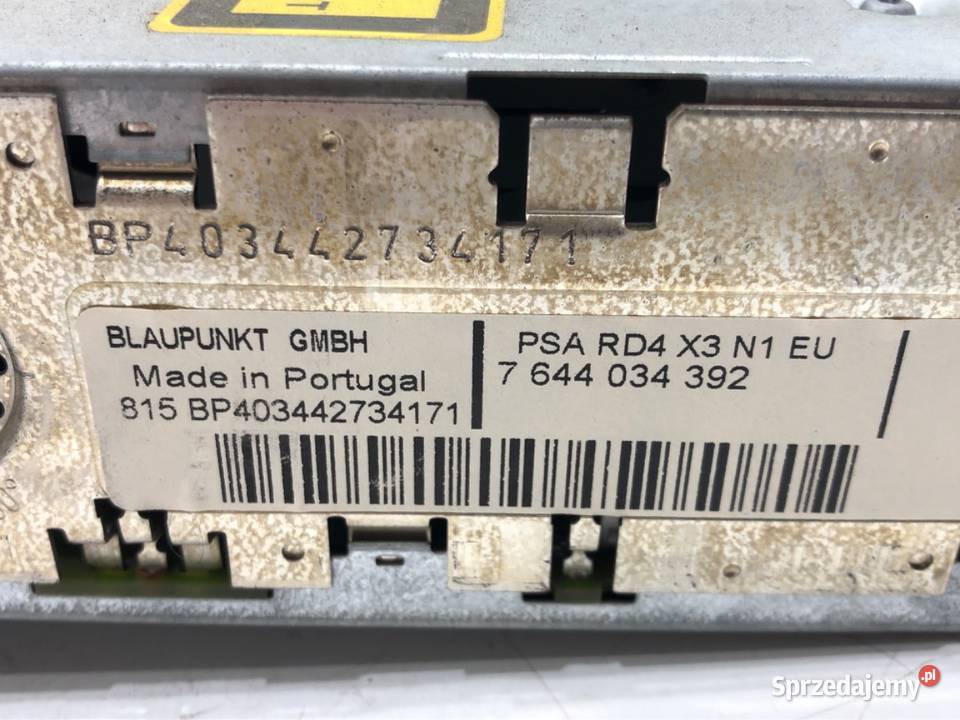 BP403442734171
BLAUPUNKT GMBH
Made in Portugal
815 BP403442734171
PSA RD4 X3 N1 EU
7 644 034 392
Sprzedajemy.pl